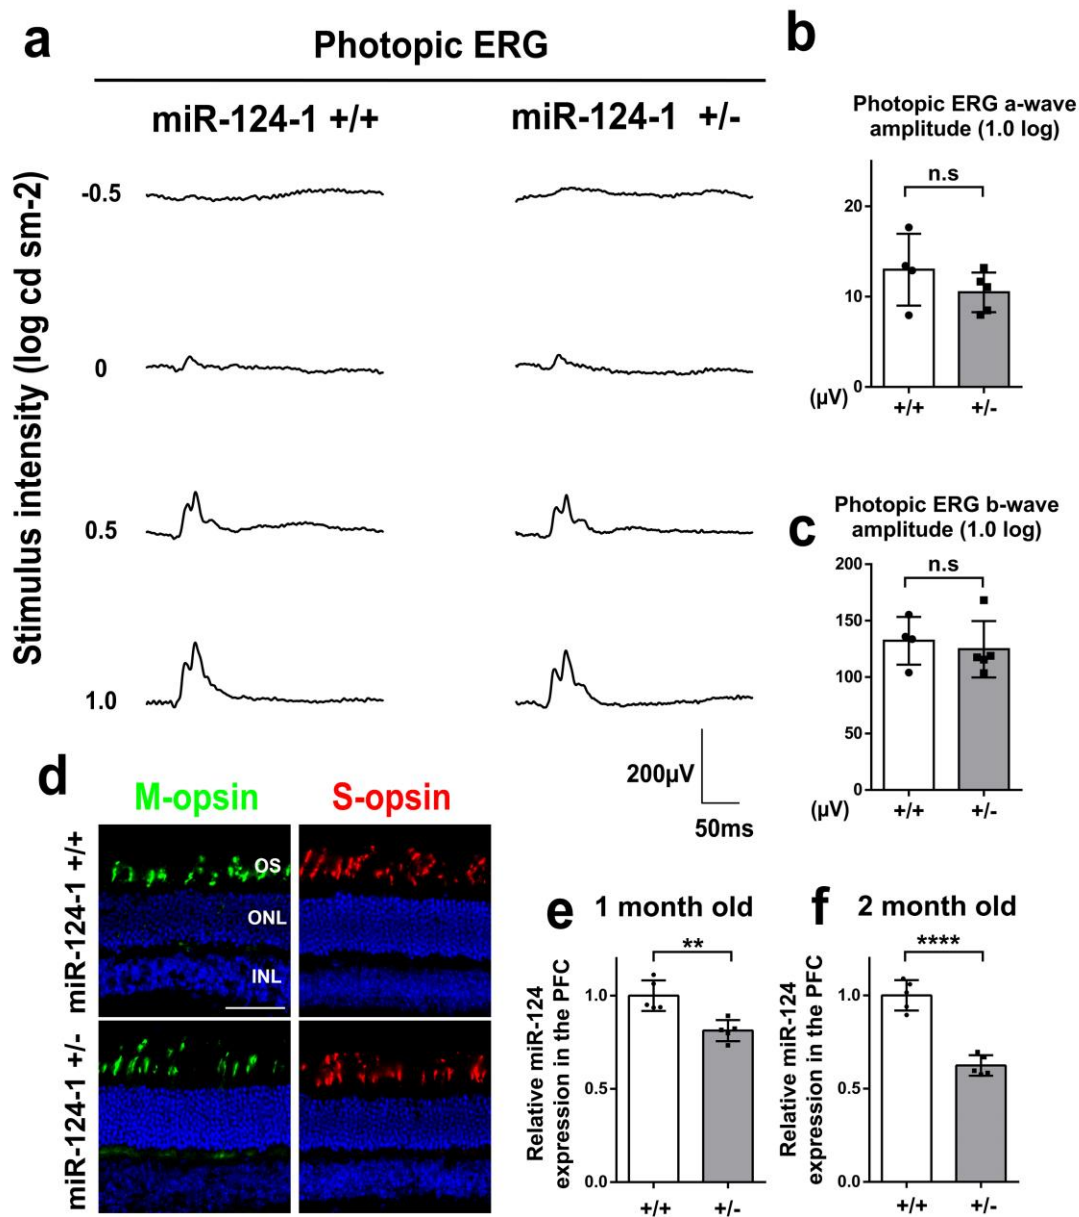 a
Photopic ERG
miR-124-1 +/+
miR-124-1 +/-
Stimulus intensity (log cd sm-2)
-0.5
0
0.5
1.0
200µV
50ms
b
Photopic ERG a-wave
amplitude (1.0 log)
n.s
20
10
0
(µV)
+/+
+/-
c
Photopic ERG b-wave
amplitude (1.0 log)
n.s
200
150
100
50
0
(µV)
+/+
+/-
d
M-opsin
S-opsin
miR-124-1 +/+
OS
ONL
INL
miR-124-1 +/-
e
1 month old
**
Relative miR-124
expression in the PFC
1.0
0.5
0.0
+/+
+/-
f
2 month old
****
Relative miR-124
expression in the PFC
1.0
0.5
0.0
+/+
+/-